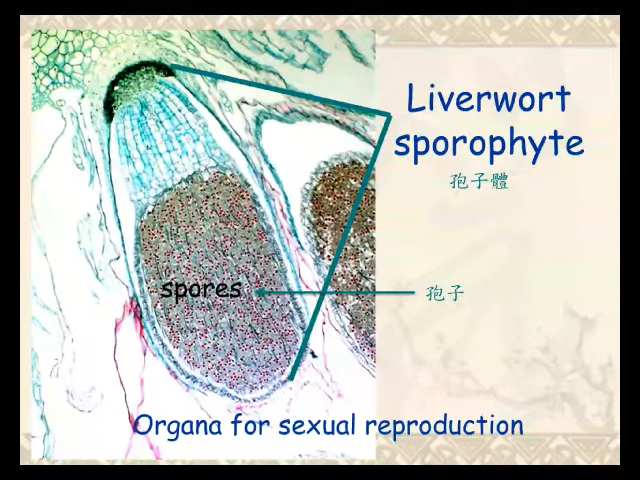 Liverwort
sporophyte
孢子體
spores
孢子
Organa for sexual reproduction